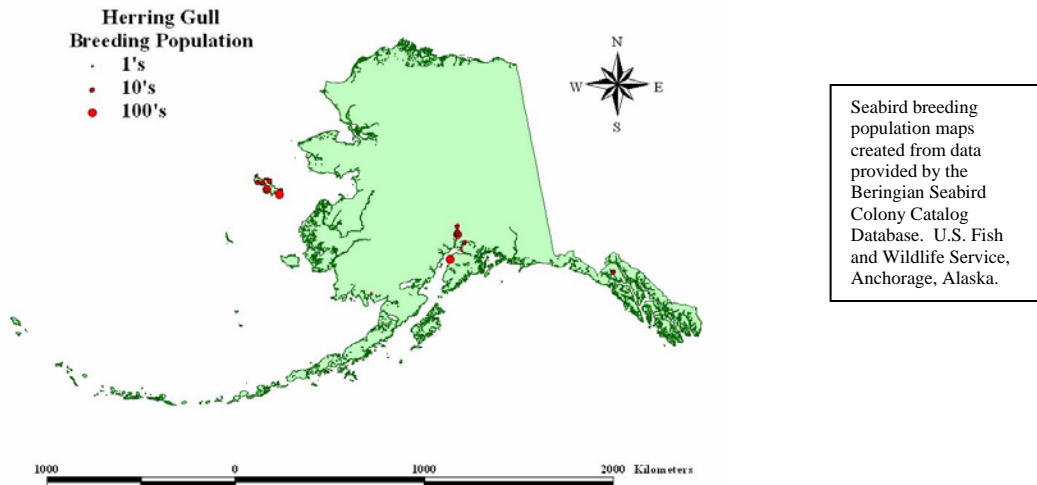 Herring Gull
Breeding Population
1's
10's
100's
N
W E
S
Seabird breeding
population maps
created from data
provided by the
Beringian Seabird
Colony Catalog
Database. U.S. Fish
and Wildlife Service,
Anchorage, Alaska.
1000 0 1000 2000 Kilometers